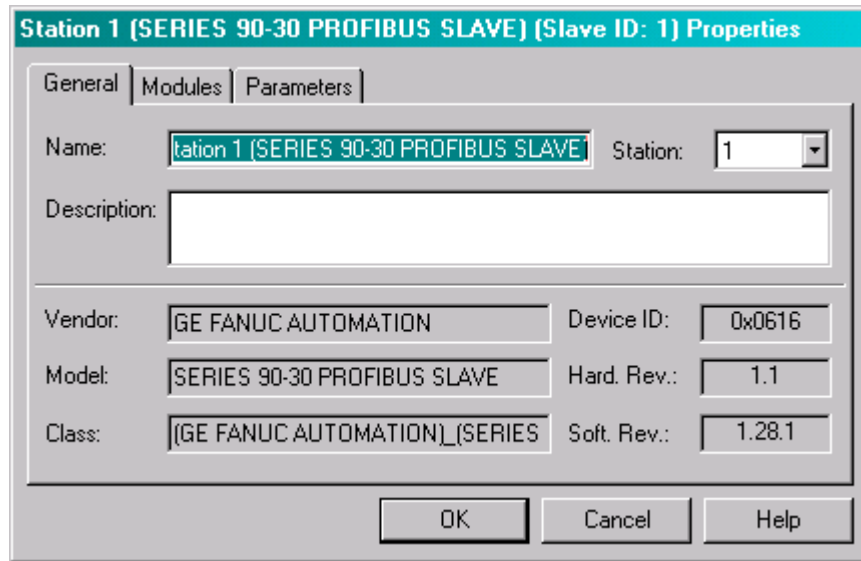 Station 1 (SERIES 90-30 PROFIBUS SLAVE) (Slave ID: 1) Properties
General Modules Parameters
Name: tation 1 (SERIES 90-30 PROFIBUS SLAVE) Station: 1
Description:
Vendor: GE FANUC AUTOMATION Device ID: 0x0616
Model: SERIES 90-30 PROFIBUS SLAVE Hard. Rev.: 1.1
Class: (GE FANUC AUTOMATION)_(SERIES Soft. Rev.: 1.28.1
OK Cancel Help